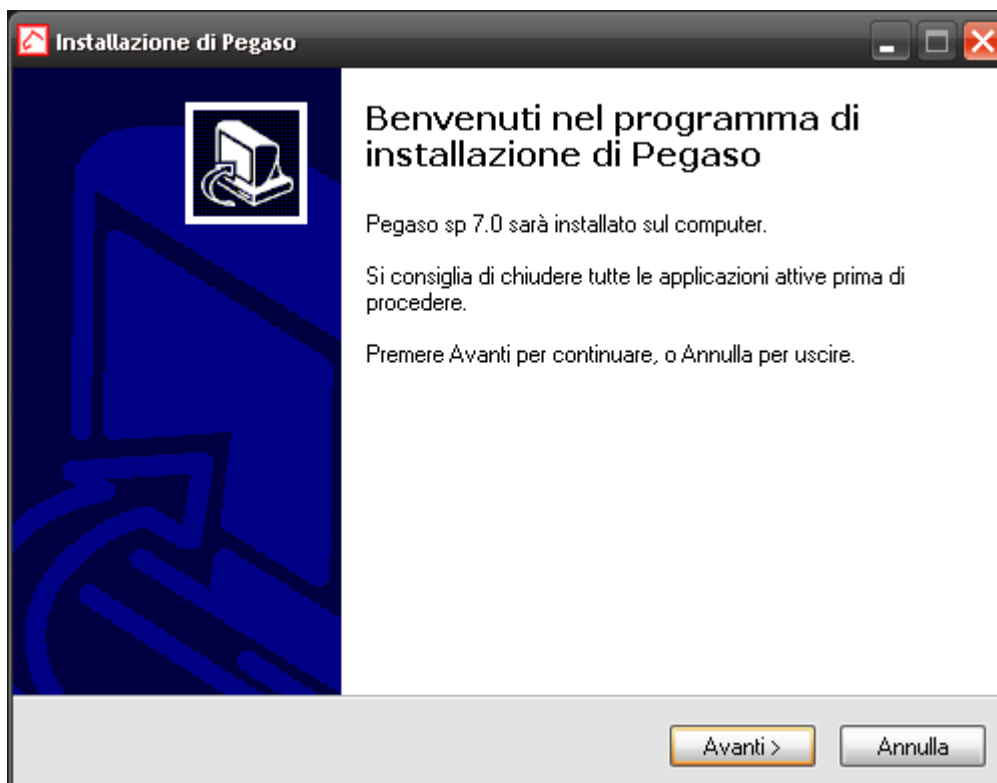 Installazione di Pegaso
Benvenuti nel programma di
installazione di Pegaso
Pegaso sp 7.0 sarà installato sul computer.
Si consiglia di chiudere tutte le applicazioni attive prima di
procedere.
Premere Avanti per continuare, o Annulla per uscire.
Avanti >
Annulla